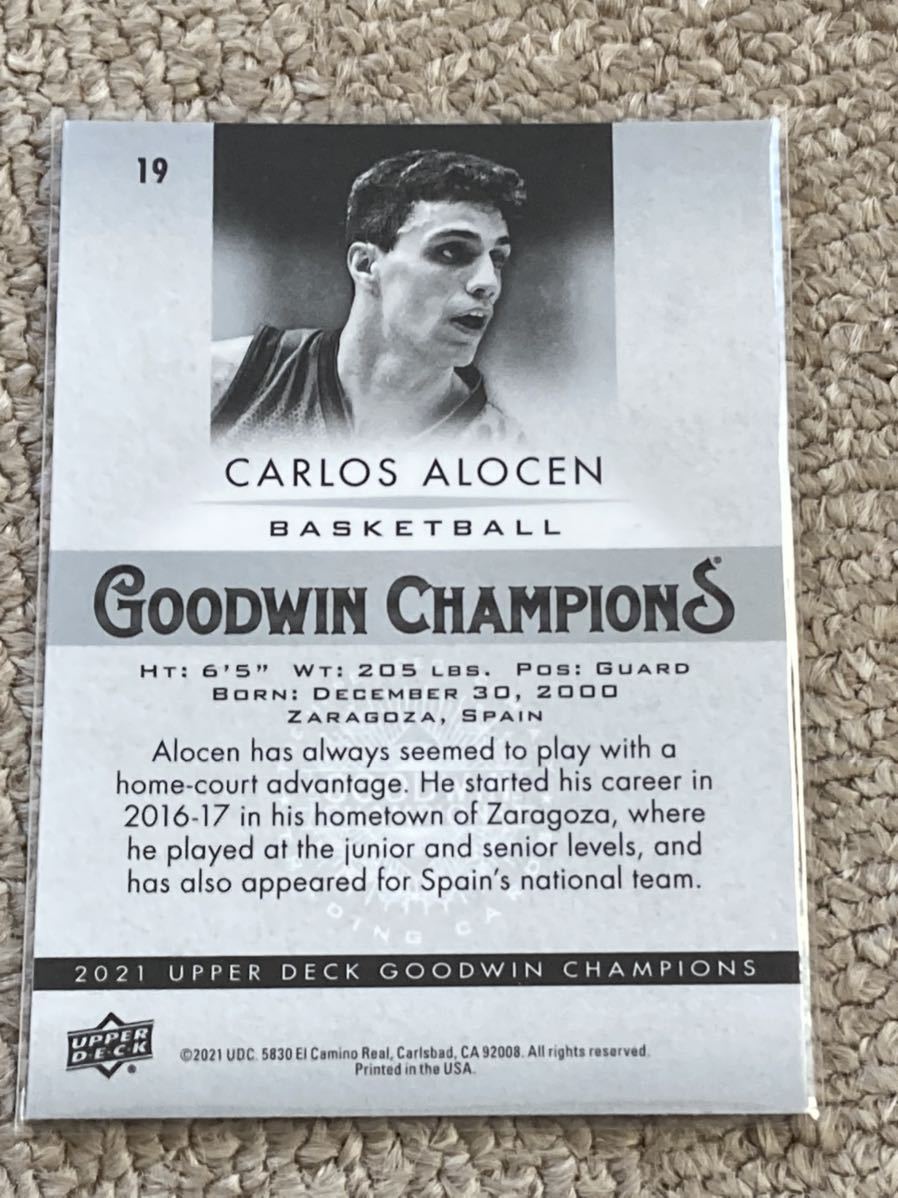 19
CARLOS ALOCEN
BASKETBALL
GOODWIN CHAMPIONS®
HT: 6'5" WT: 205 LBS. POS: GUARD
BORN: DECEMBER 30, 2000
ZARAGOZA, SPAIN
Alocen has always seemed to play with a
home-court advantage. He started his career in
2016-17 in his hometown of Zaragoza, where
he played at the junior and senior levels, and
has also appeared for Spain's national team.
2021 UPPER DECK GOODWIN CHAMPIONS
UPPER
DECK®
©2021 UDC. 5830 El Camino Real, Carlsbad, CA 92008. All rights reserved.
Printed in the USA.